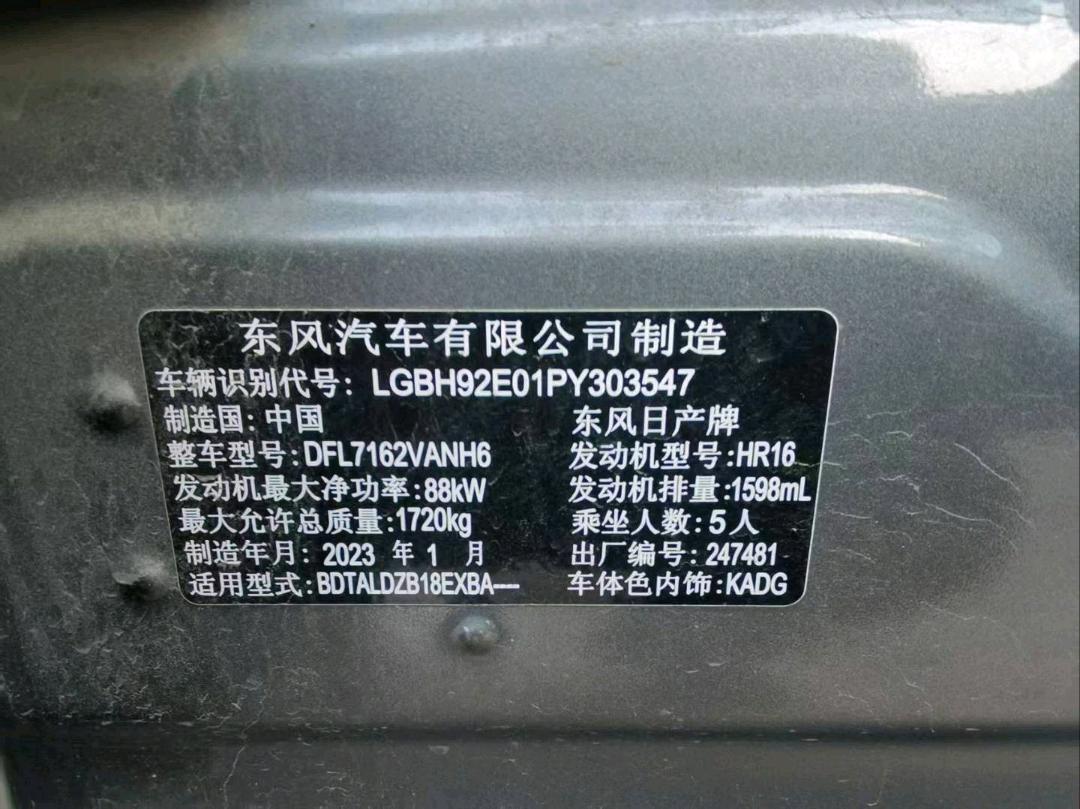 东风汽车有限公司制造
车辆识别代号: LGBH92E01PY303547
制造国:中国 东风日产牌
整车型号:DFL7162VANH6 发动机型号:HR16
发动机最大净功率:88kW 发动机排量:1598mL
最大允许总质量:1720kg 乘坐人数:5人
制造年月: 2023 年 1 月 出厂编号: 247481
适用型式: BDTALDZB18EXBA---- 车体色内饰:KADG